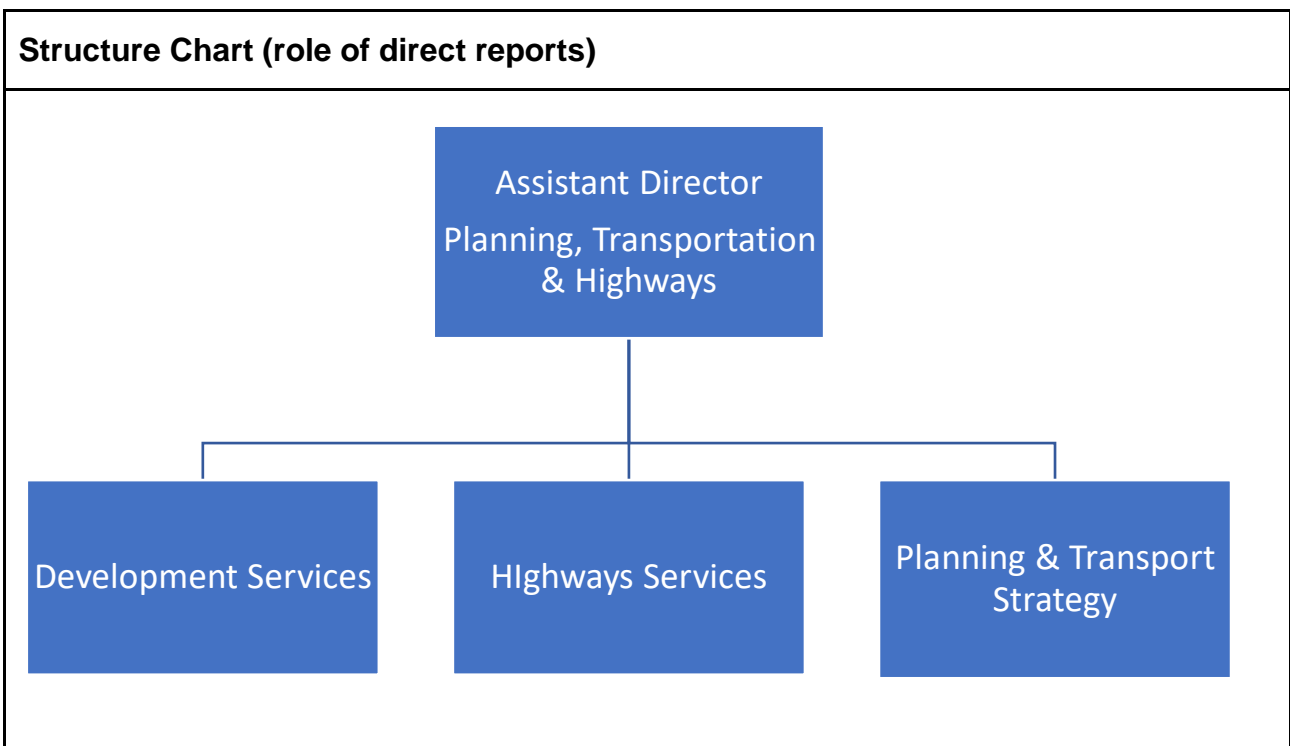 Structure Chart (role of direct reports)
Assistant Director
Planning, Transportation
& Highways
Development Services
HIghways Services
Planning & Transport
Strategy